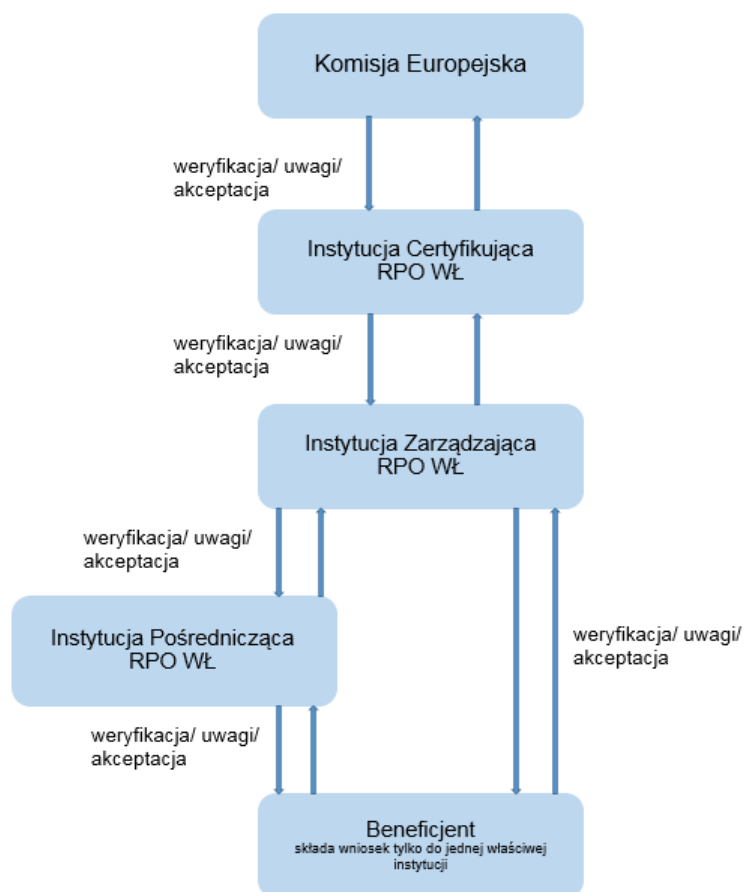 Komisja Europejska
weryfikacja/ uwagi/
akceptacja
Instytucja Certyfikująca
RPO WŁ
weryfikacja/ uwagi/
akceptacja
Instytucja Zarządzająca
RPO WŁ
weryfikacja/ uwagi/
akceptacja
Instytucja Pośrednicząca
RPO WŁ
weryfikacja/ uwagi/
akceptacja
weryfikacja/ uwagi/
akceptacja
Beneficjent
składa wniosek tylko do jednej właściwej
instytucji